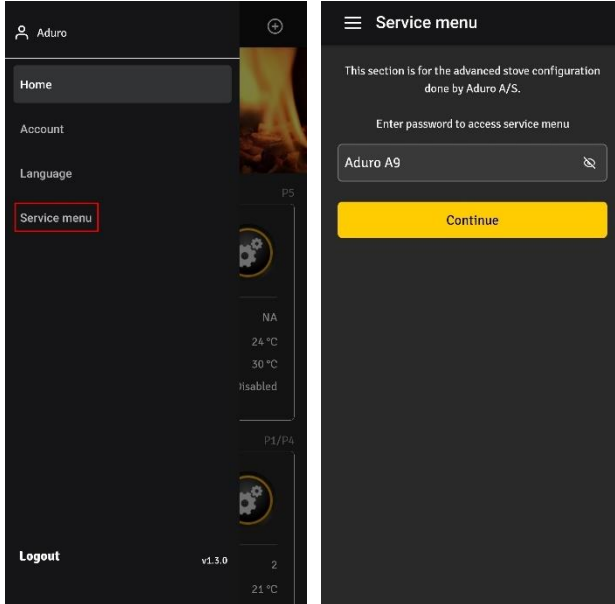 Aduro
Home
Account
Language
Service menu
P5
NA
24 °C
30 °C
Disabled
P1/P4
2
21 °C
Logout
v1.3.0
Service menu
This section is for the advanced stove configuration
done by Aduro A/S.
Enter password to access service menu
Aduro A9
Continue